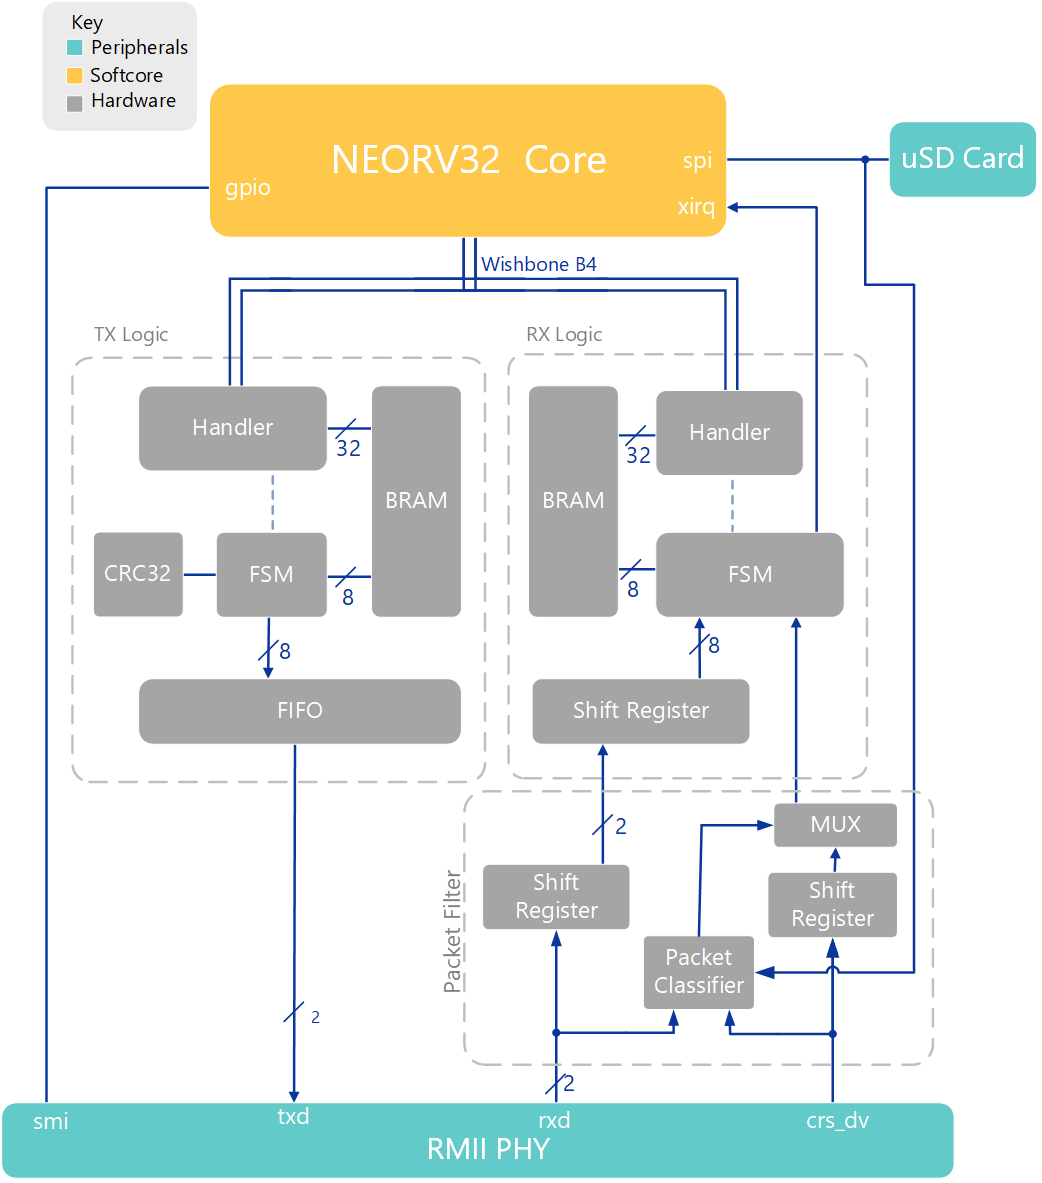 Key
Peripherals
Softcore
Hardware
NEORV32 Core
spi
uSD Card
gpio
xirq
Wishbone B4
TX Logic
RX Logic
Handler
32
BRAM
BRAM
32
Handler
CRC32
FSM
8
8
FSM
8
8
FIFO
Shift Register
2
MUX
Shift
Register
Shift
Register
Packet Filter
Packet
Classifier
2
2
smi
txd
rxd
crs_dv
RMII PHY